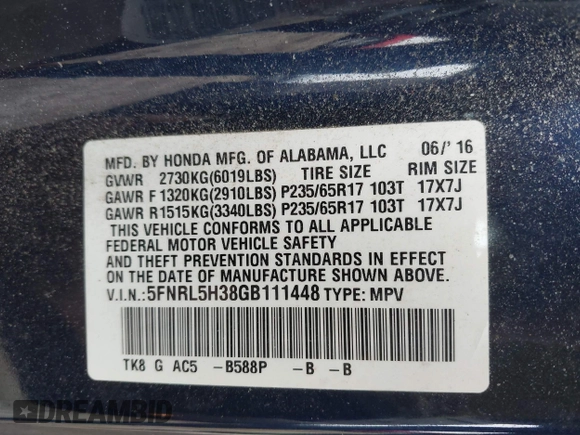 MFD. BY HONDA MFG. OF ALABAMA, LLC 06/'16
GVWR 2730KG(6019LBS) TIRE SIZE RIM SIZE
GAWR F 1320KG(2910LBS) P235/65R17 103T 17X7J
GAWR R 1515KG(3340LBS) P235/65R17 103T 17X7J
THIS VEHICLE CONFORMS TO ALL APPLICABLE
FEDERAL MOTOR VEHICLE SAFETY
AND THEFT PREVENTION STANDARDS IN EFFECT
ON THE DATE OF MANUFACTURE SHOWN ABOVE.
V.I.N.: 5FNRL5H38GB111448 TYPE: MPV
TK8 G AC5 –B588P –B –B
DREAMBID